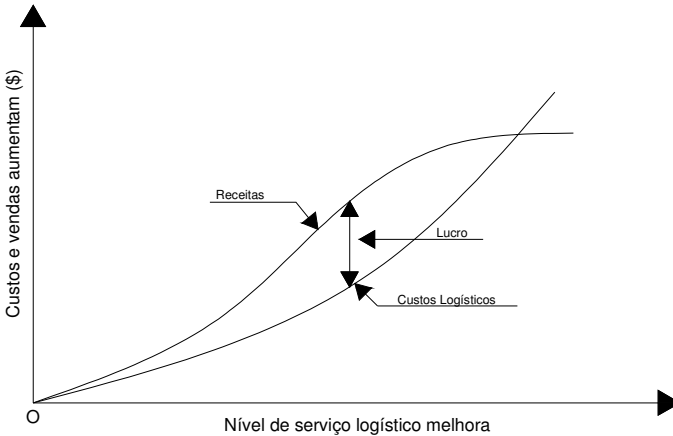 Custos e vendas aumentam ($)
Receitas
Lucro
Custos Logísticos
O
Nível de serviço logístico melhora